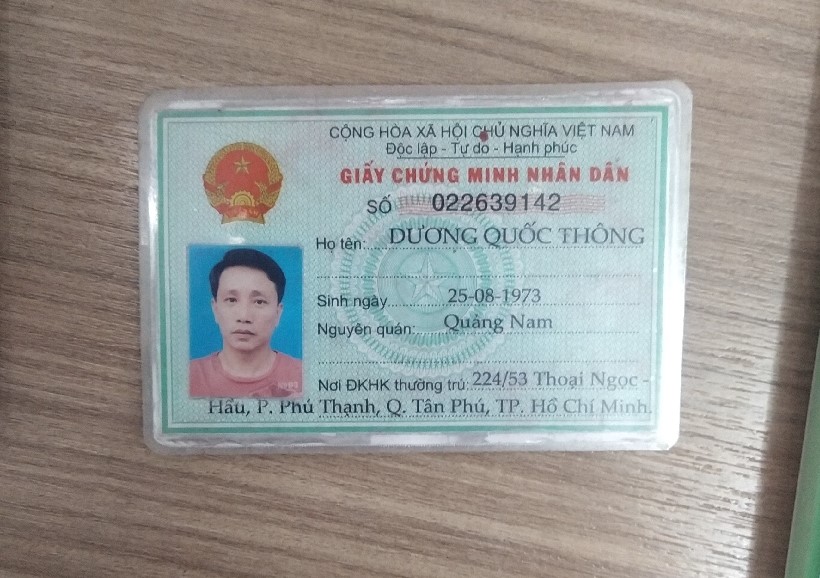 CỘNG HÒA XÃ HỘI CHỦ NGHĨA VIỆT NAM
Độc lập - Tự do - Hạnh phúc
GIẤY CHỨNG MINH NHÂN DÂN
SỐ 022639142
Họ tên: DƯƠNG QUỐC THÔNG
Sinh ngày 25-08-1973
Nguyên quán: Quảng Nam
Nơi ĐKHK thường trú: 224/53 Thoại Ngọc -
Hầu, P. Phú Thạnh, Q. Tân Phú, TP. Hồ Chí Minh.